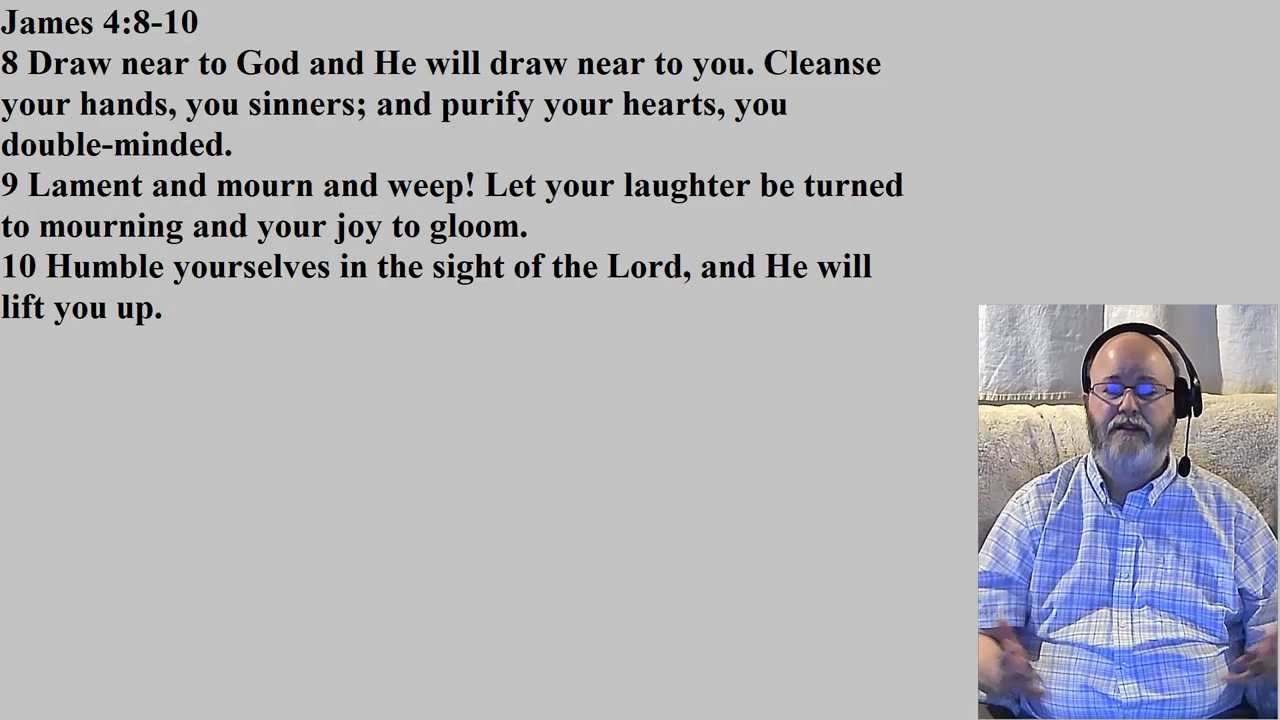 James 4:8-10
8 Draw near to God and He will draw near to you. Cleanse
your hands, you sinners; and purify your hearts, you
double-minded.
9 Lament and mourn and weep! Let your laughter be turned
to mourning and your joy to gloom.
10 Humble yourselves in the sight of the Lord, and He will
lift you up.